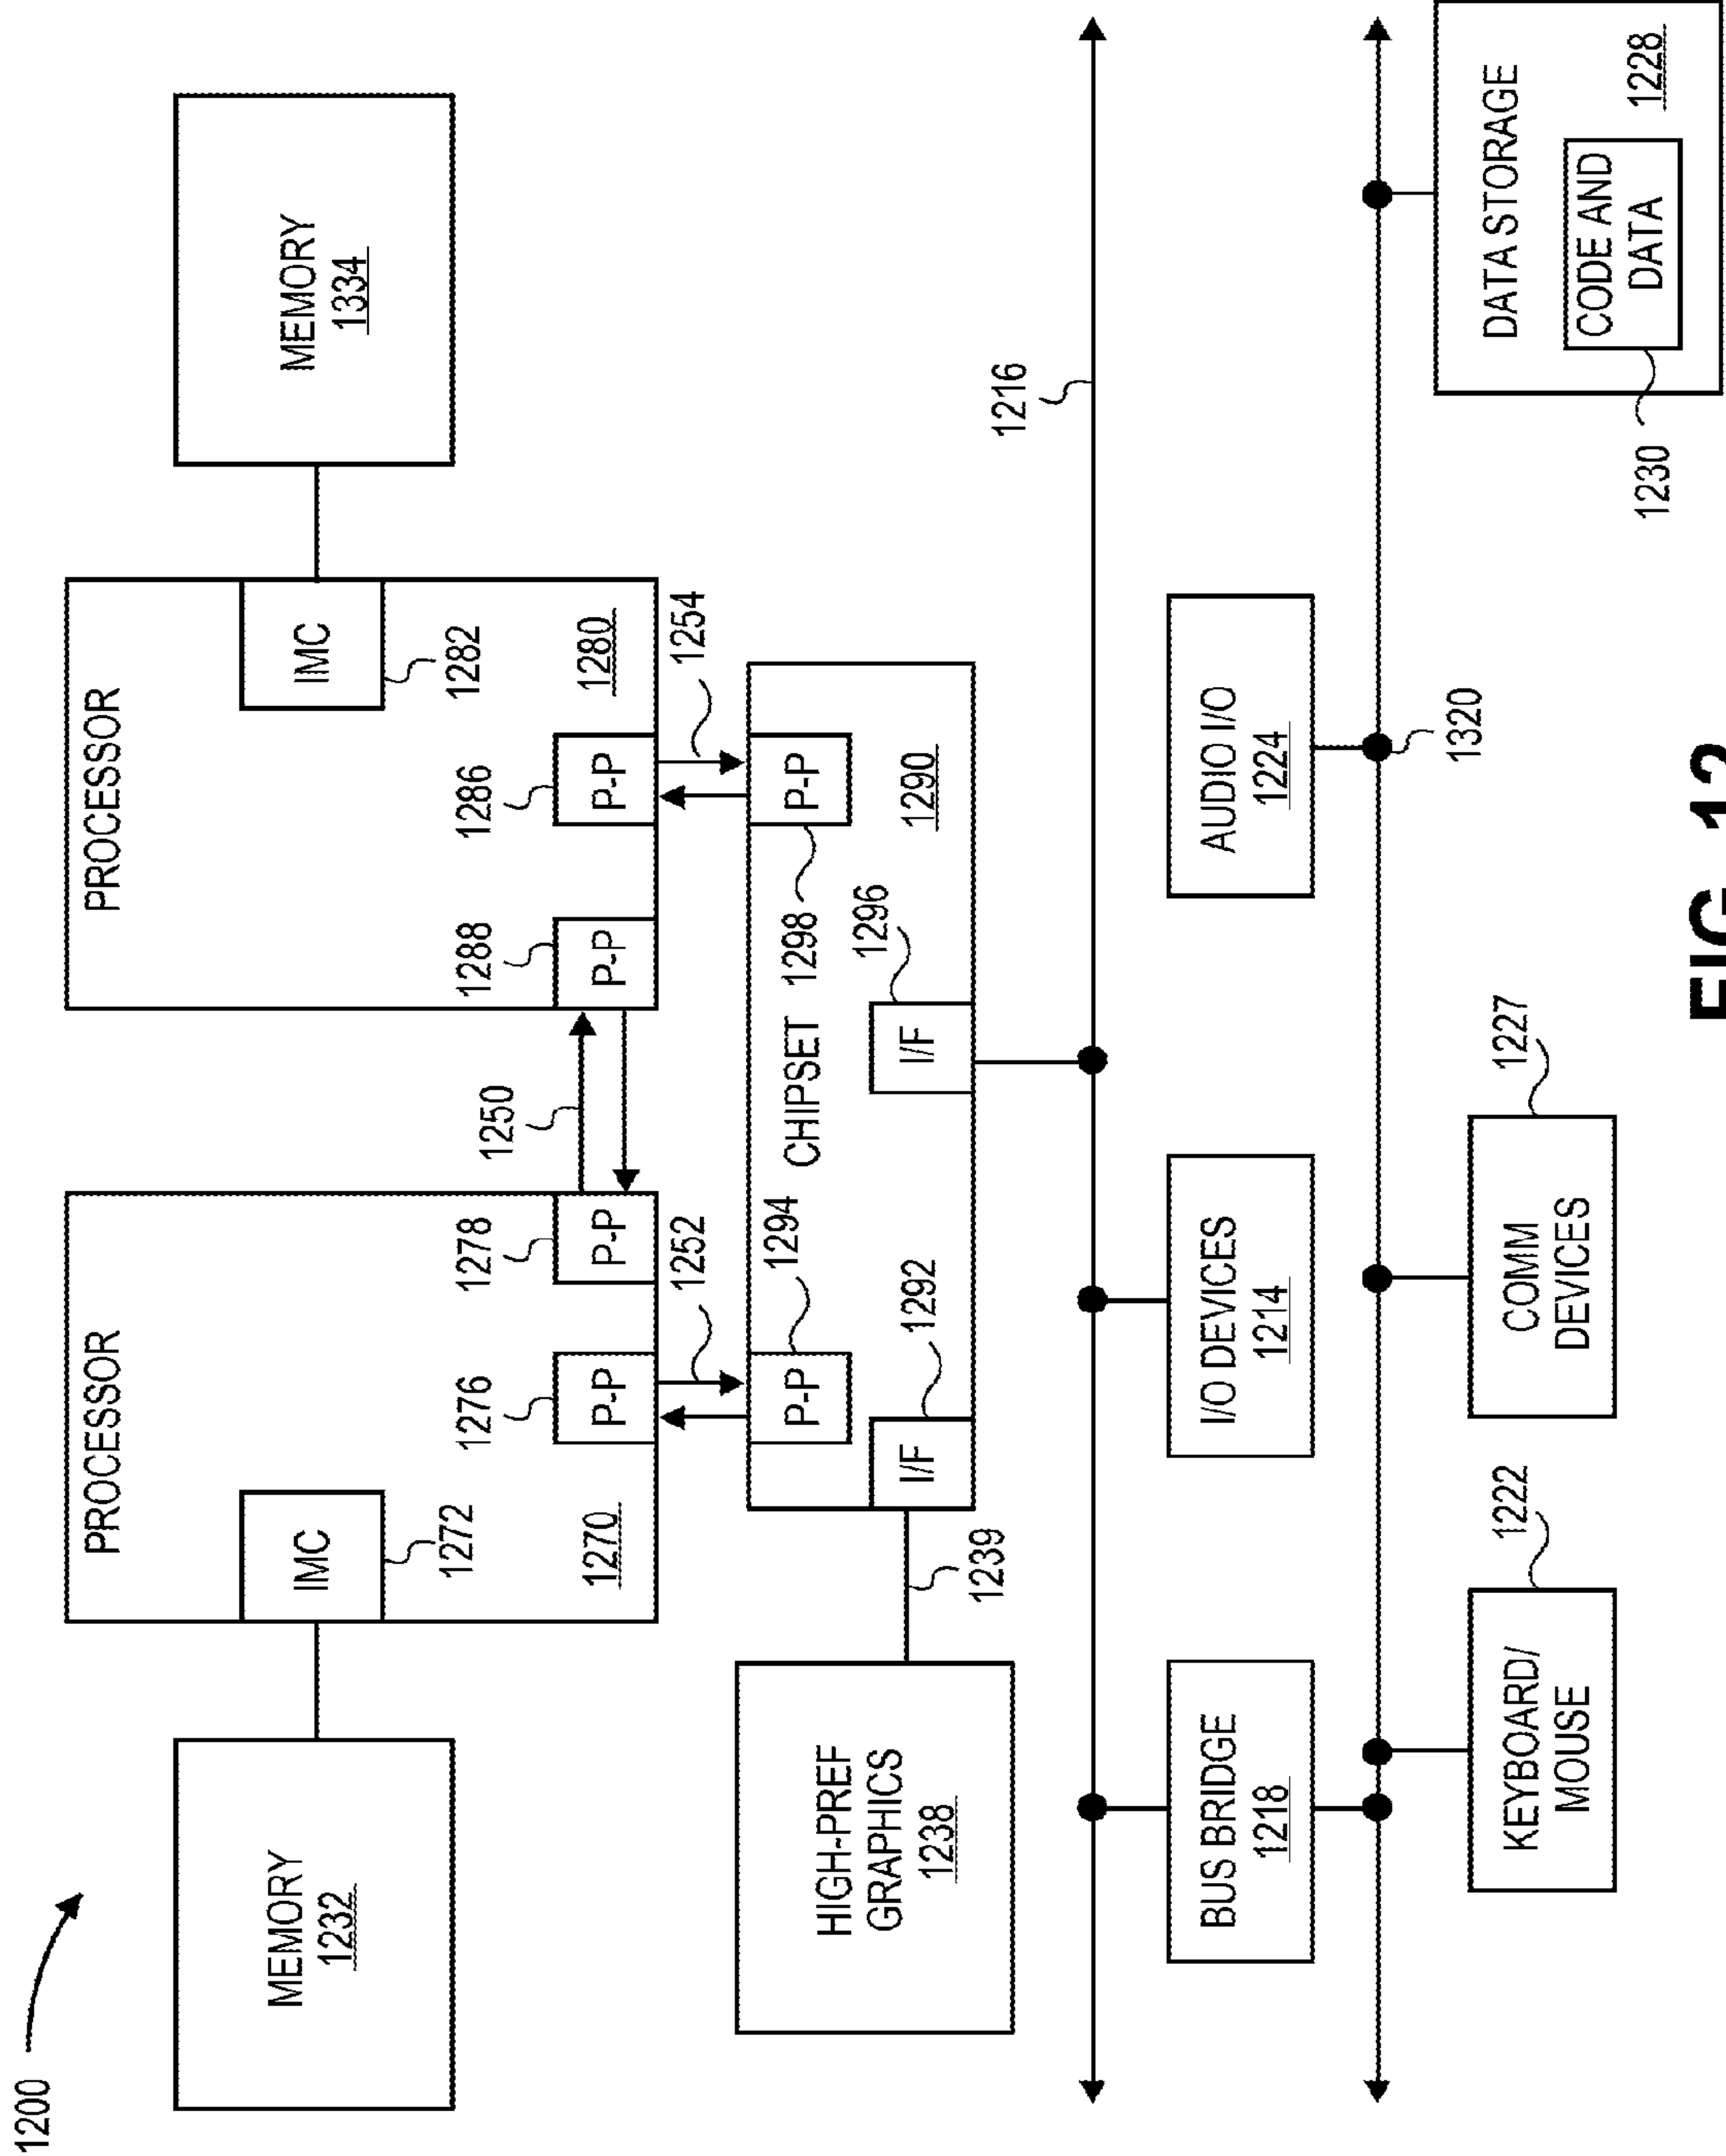 1200
PROCESSOR
PROCESSOR
MEMORY
1232
IMC
1272
1270
1276
P-P
1278
P-P
1250
1288
P-P
1286
P-P
IMC
1282
1280
MEMORY
1334
1252
1254
HIGH-PREF
GRAPHICS
1238
1239
P-P
1294
I/F
1292
CHIPSET
1298
P-P
I/F
1296
1290
1216
BUS BRIDGE
1218
I/O DEVICES
1214
AUDIO I/O
1224
1320
KEYBOARD/
MOUSE
1222
COMM
DEVICES
1227
DATA STORAGE
CODE AND
DATA
1228
1230
FIG. 12